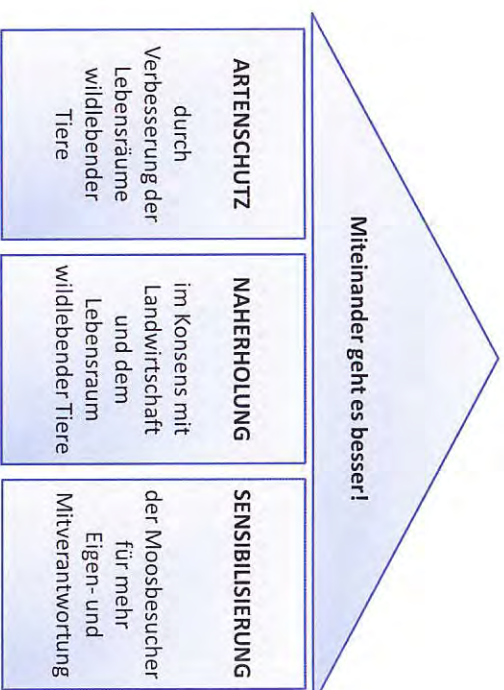 Miteinander geht es besser!
ARTENSCHUTZ
durch
Verbesserung der
Lebensräume
wildlebender
Tiere
NAHERHOLUNG
im Konsens mit
Landwirtschaft
und dem
Lebensraum
wildlebender Tiere
SENSIBILISIERUNG
der Moosbesucher
für mehr
Eigen- und
Mitverantwortung